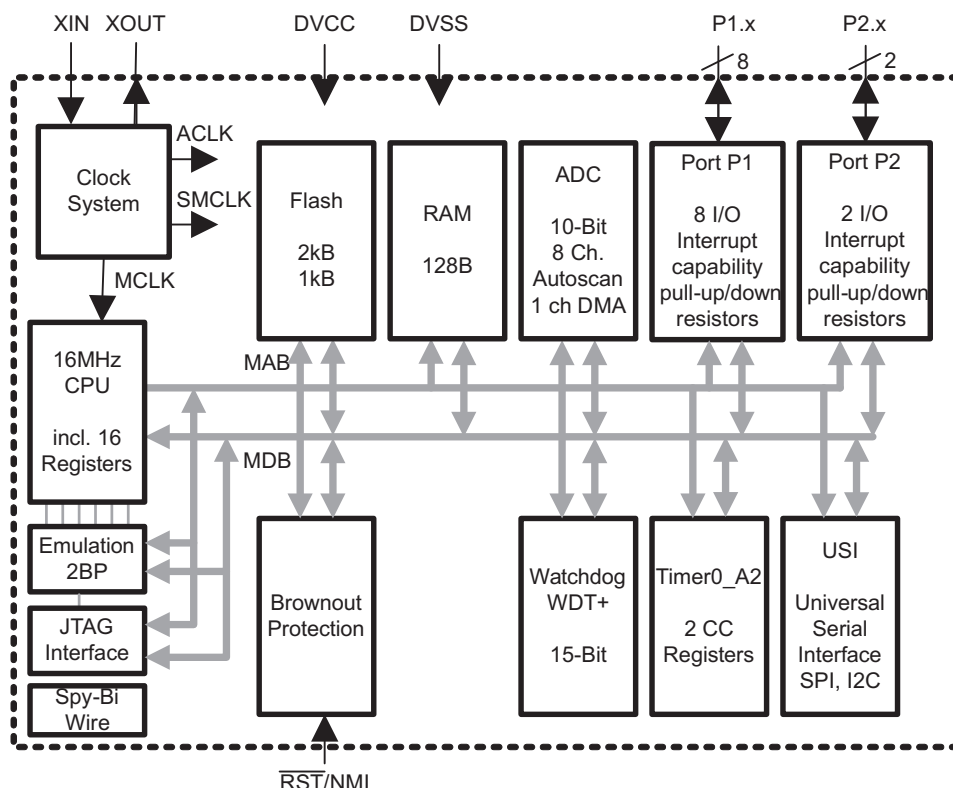 XIN XOUT DVCC DVSS P1.x P2.x
8 2
ACLK
SMCLK
MCLK
Clock
System
Flash
2kB
1kB
RAM
128B
ADC
10-Bit
8 Ch.
Autoscan
1 ch DMA
Port P1
8 I/O
Interrupt
capability
pull-up/down
resistors
Port P2
2 I/O
Interrupt
capability
pull-up/down
resistors
16MHz
CPU
incl. 16
Registers
MAB
MDB
Emulation
2BP
JTAG
Interface
Spy-Bi
Wire
Brownout
Protection
Watchdog
WDT+
15-Bit
Timer0_A2
2 CC
Registers
USI
Universal
Serial
Interface
SPI, I2C
RST/NMI